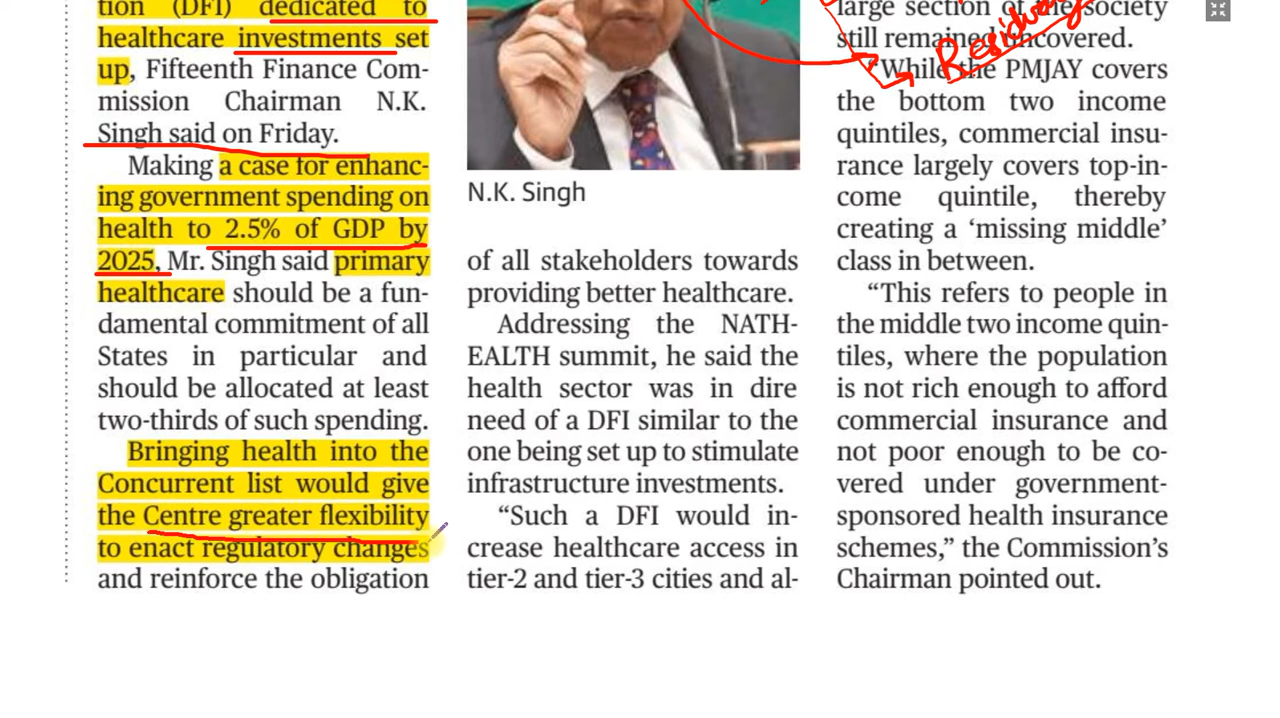 tion (DFI) dedicated to
healthcare investments set
up, Fifteenth Finance Com-
mission Chairman N.K.
Singh said on Friday.
Making a case for enhanc-
ing government spending on
health to 2.5% of GDP by
2025, Mr. Singh said primary
healthcare should be a fun-
damental commitment of all
States in particular and
should be allocated at least
two-thirds of such spending.
Bringing health into the
Concurrent list would give
the Centre greater flexibility
to enact regulatory changes
and reinforce the obligation
N.K. Singh
of all stakeholders towards
providing better healthcare.
Addressing the NATH-
EALTH summit, he said the
health sector was in dire
need of a DFI similar to the
one being set up to stimulate
infrastructure investments.
“Such a DFI would in-
crease healthcare access in
tier-2 and tier-3 cities and al-
large section of the society
still remained uncovered.
“While the PMJAY covers
the bottom two income
quintiles, commercial insu-
rance largely covers top-in-
come quintile, thereby
creating a ‘missing middle’
class in between.
“This refers to people in
the middle two income quin-
tiles, where the population
is not rich enough to afford
commercial insurance and
not poor enough to be co-
vered under government-
sponsored health insurance
schemes,” the Commission’s
Chairman pointed out.